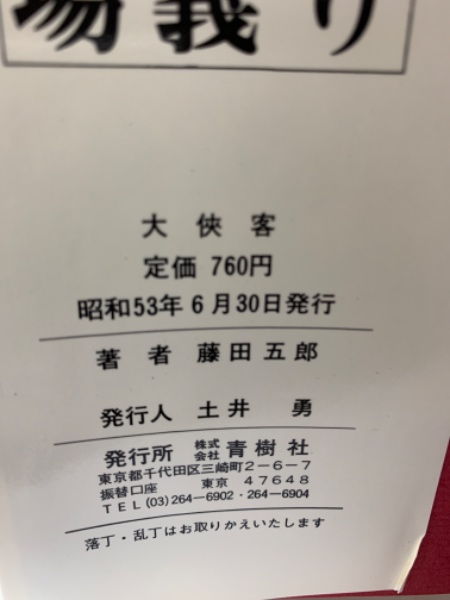 場義り
大俠客
定価 760円
昭和53年6月30日発行
著者 藤田五郎
発行人 土井 勇
発行所 株式会社 青樹社
東京都千代田区三崎町2-6-7
振替口座 東京 47648
TEL(03)264-6902・264-6904
落丁・乱丁はお取りかえいたします